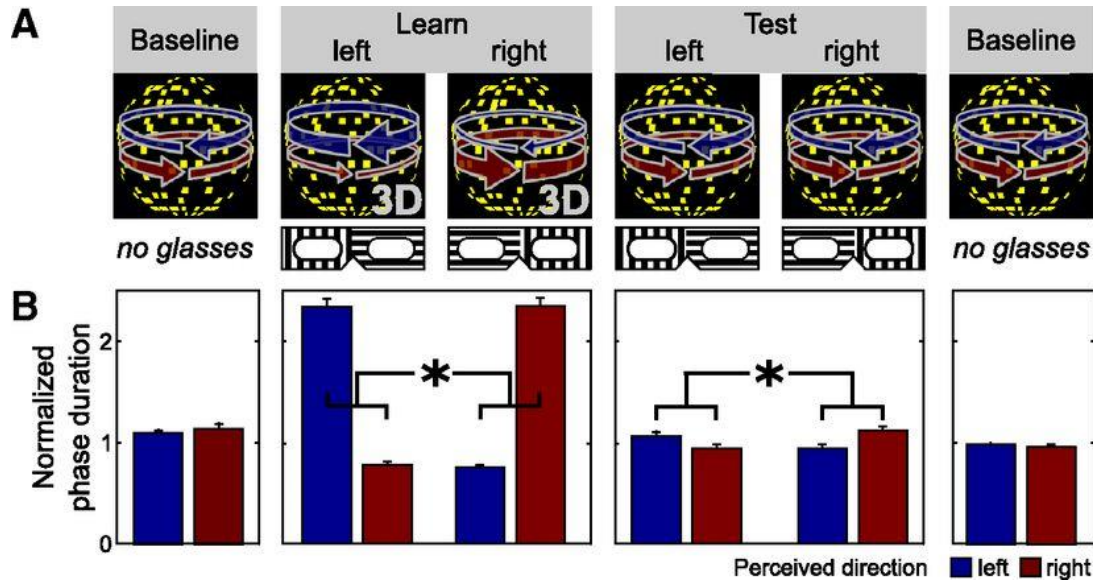 A
Baseline
Learn
left right
Test
left right
Baseline
3D 3D
no glasses
no glasses
B
Normalized
phase duration
2
1
0
*
*
Perceived direction left right